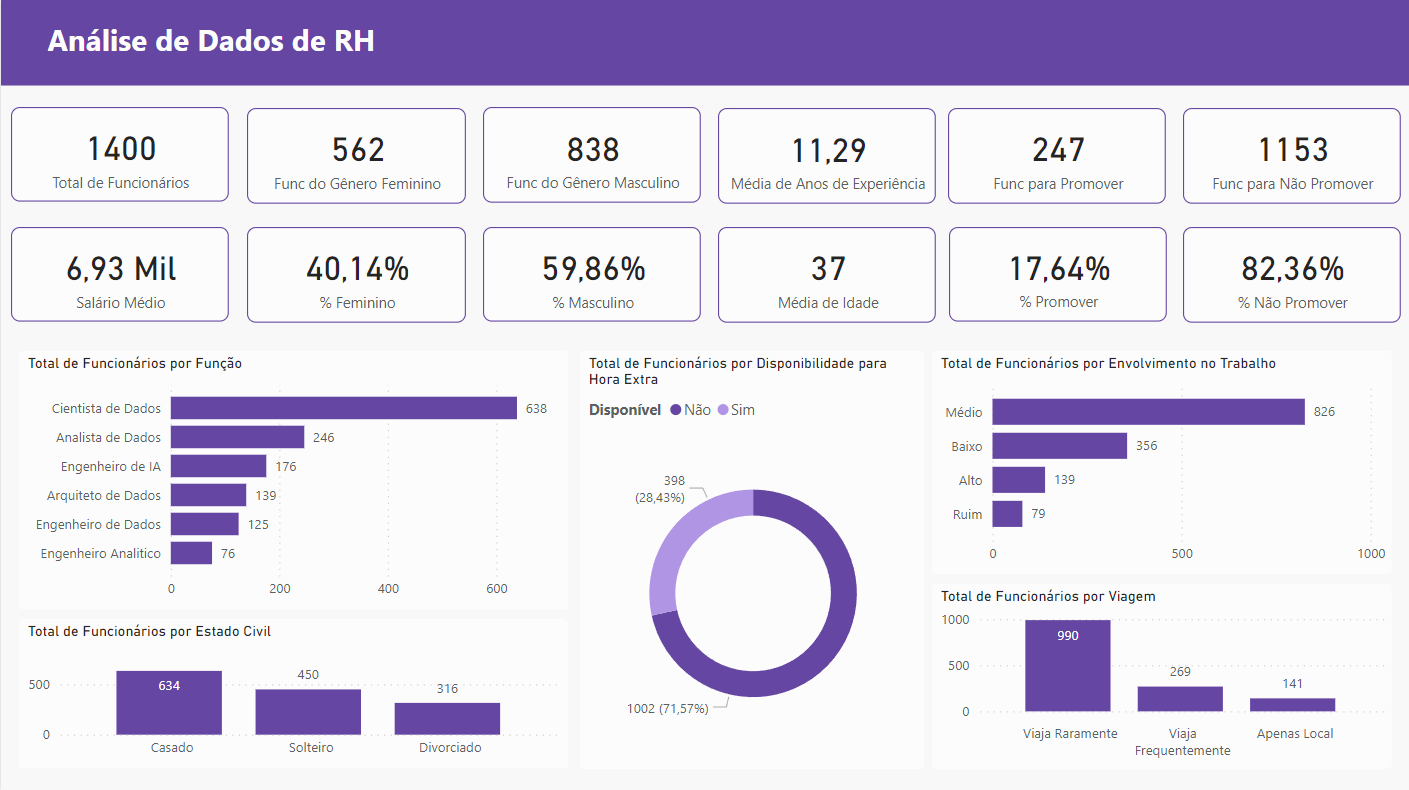 Análise de Dados de RH
1400
Total de Funcionários
562
Func do Gênero Feminino
838
Func do Gênero Masculino
11,29
Média de Anos de Experiência
247
Func para Promover
1153
Func para Não Promover
6,93 Mil
Salário Médio
40,14%
% Feminino
59,86%
% Masculino
37
Média de Idade
17,64%
% Promover
82,36%
% Não Promover
Total de Funcionários por Função
Cientista de Dados 638
Analista de Dados 246
Engenheiro de IA 176
Arquiteto de Dados 139
Engenheiro de Dados 125
Engenheiro Analitico 76
0 200 400 600
Total de Funcionários por Estado Civil
500
0
634
450
316
Casado Solteiro Divorciado
Total de Funcionários por Disponibilidade para
Hora Extra
Disponível Não Sim
398
(28,43%)
1002 (71,57%)
Total de Funcionários por Envolvimento no Trabalho
Médio 826
Baixo 356
Alto 139
Ruim 79
0 500 1000
Total de Funcionários por Viagem
1000
500
0
990
269
141
Viaja Raramente
Viaja
Frequentemente
Apenas Local